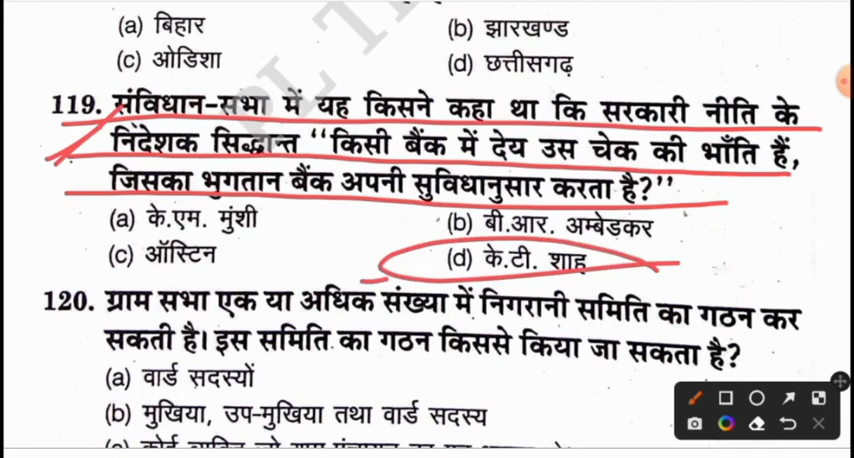 (a) बिहार (b) झारखण्ड
(c) ओडिशा (d) छत्तीसगढ़
119. संविधान-सभा में यह किसने कहा था कि सरकारी नीति के
निदेशक सिद्धान्त ‘‘किसी बैंक में देय उस चेक की भाँति हैं,
जिसका भुगतान बैंक अपनी सुविधानुसार करता है?’’
(a) के.एम. मुंशी (b) बी.आर. अम्बेडकर
(c) ऑस्टिन (d) के.टी. शाह
120. ग्राम सभा एक या अधिक संख्या में निगरानी समिति का गठन कर
सकती है। इस समिति का गठन किससे किया जा सकता है?
(a) वार्ड सदस्यों
(b) मुखिया, उप-मुखिया तथा वार्ड सदस्य